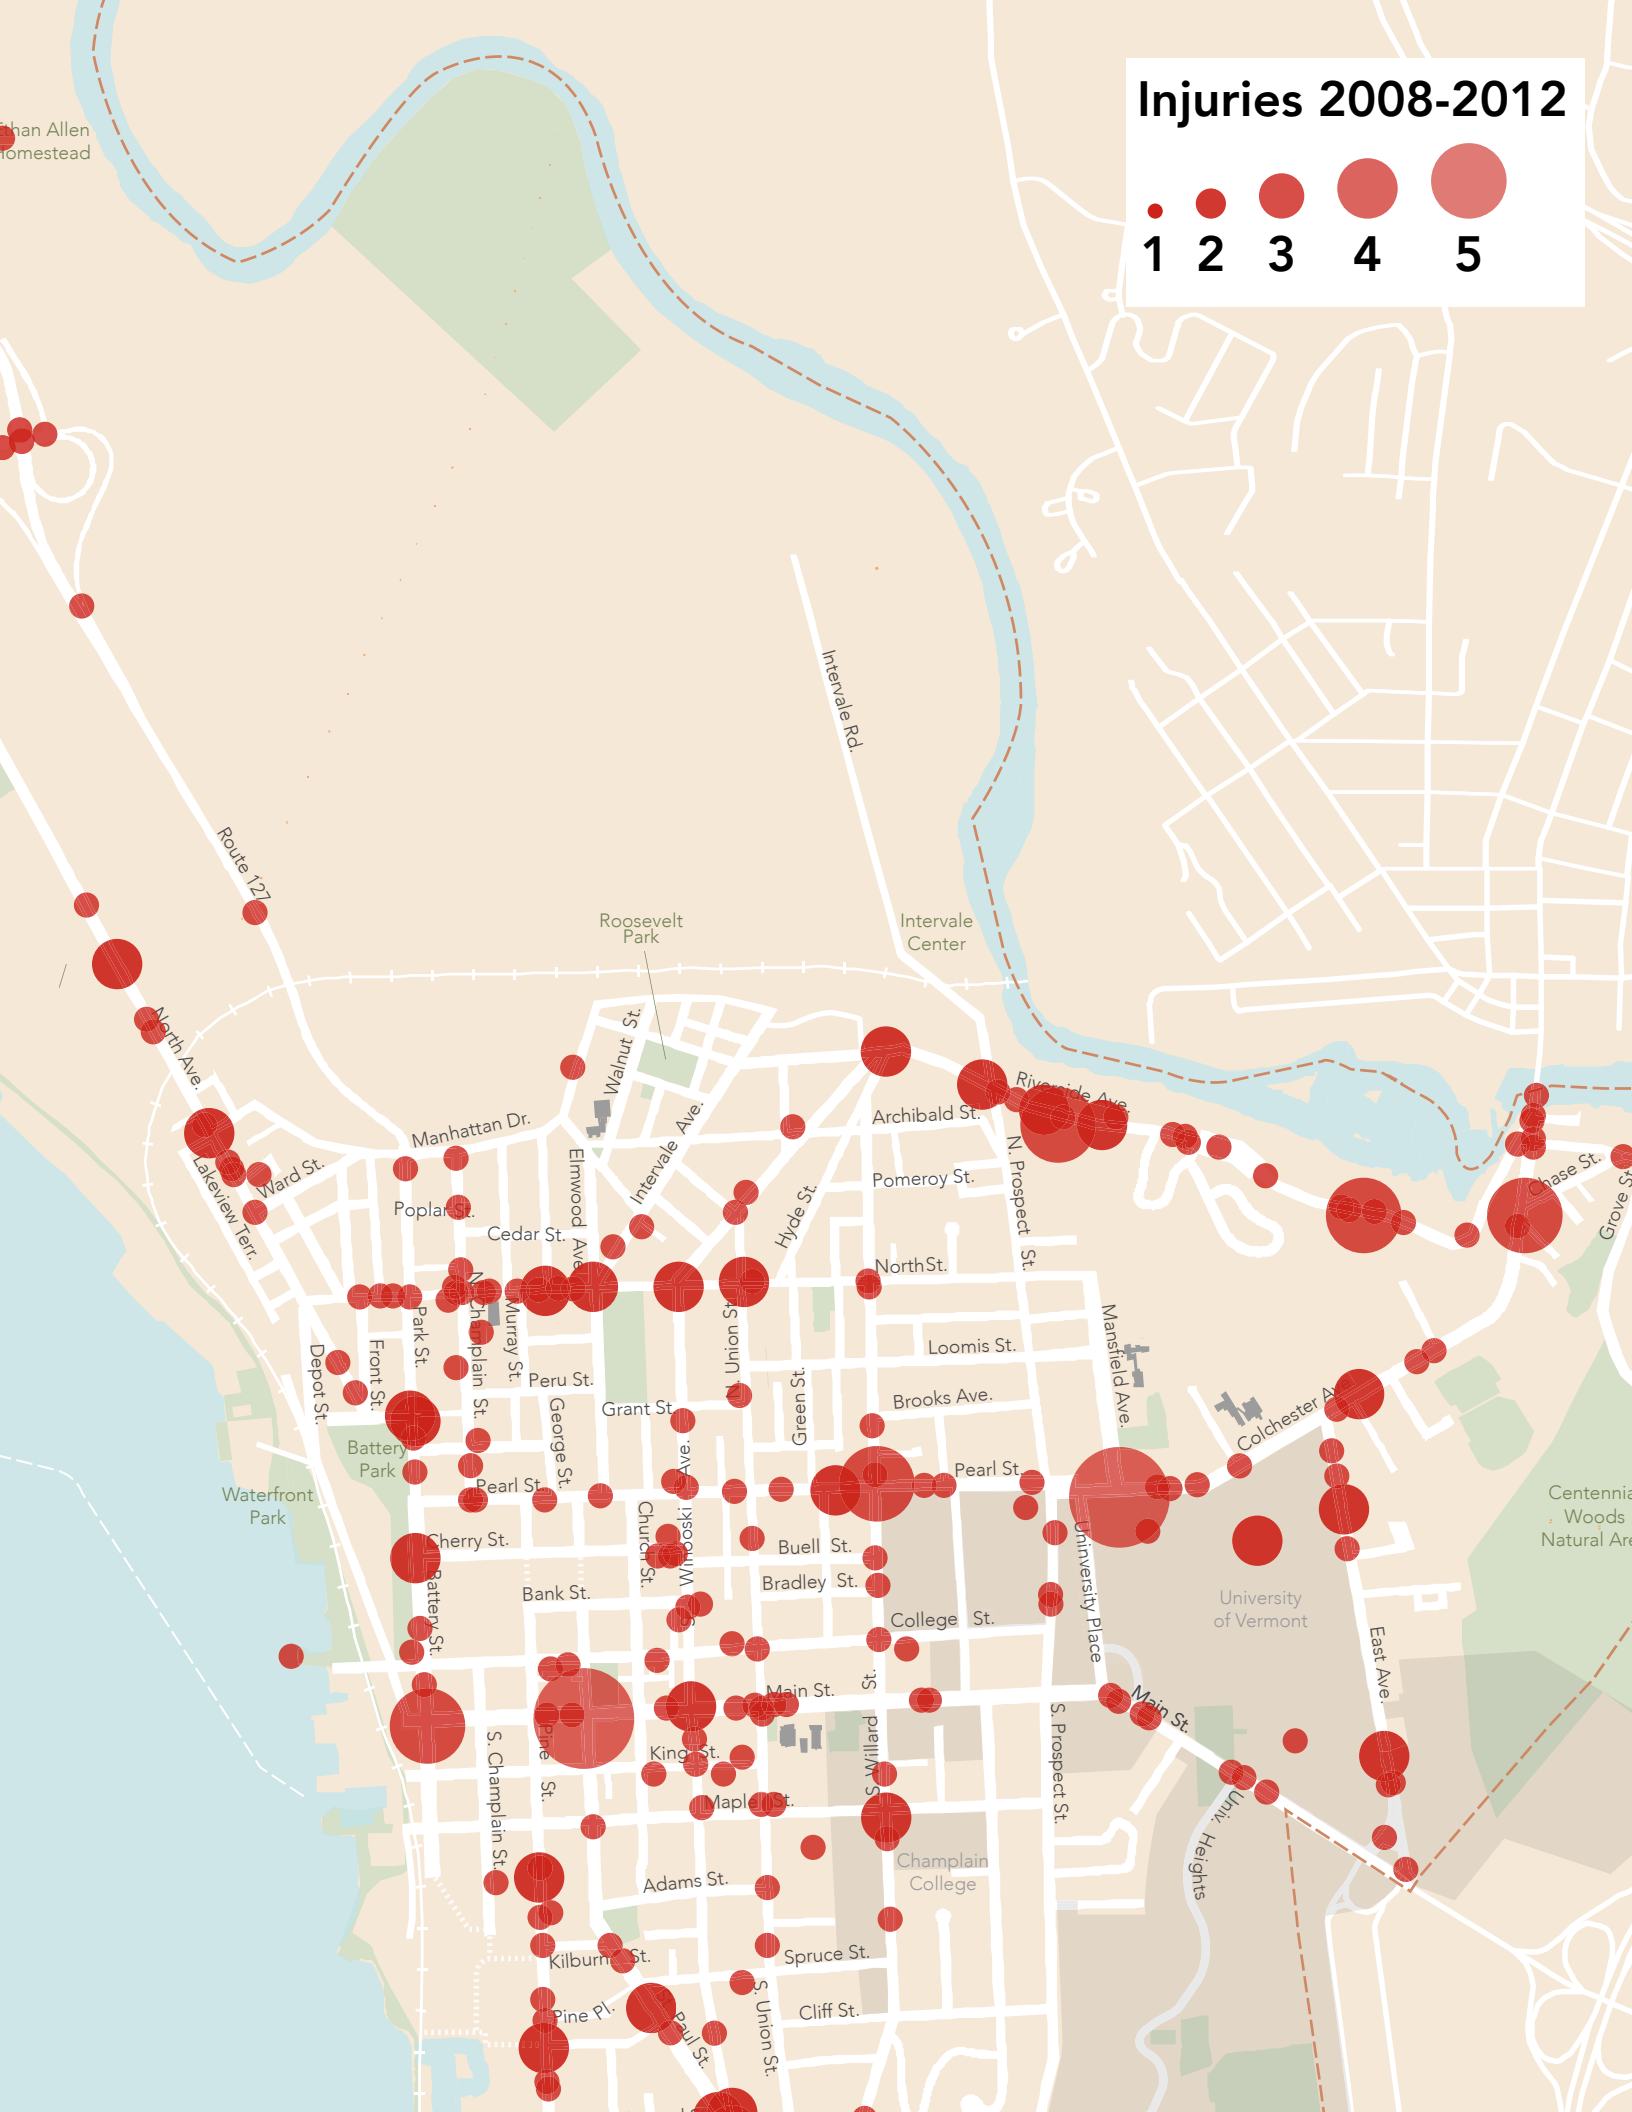 Injuries 2008-2012
1 2 3 4 5
Ethan Allen
Homestead
Intervale Rd.
Route 127
Roosevelt
Park
Intervale
Center
North Ave.
Walnut St.
Riverside Ave.
Manhattan Dr.
Archibald St.
Intervale Ave.
Elmwood Ave.
N. Prospect St.
Lakeview Terr.
Ward St.
Pomeroy St.
Chase St.
Grove St.
Poplar St.
Hyde St.
Cedar St.
North St.
N. Champlain St.
Murray St.
Park St.
N. Union St.
Mansfield Ave.
Depot St.
Front St.
Loomis St.
Peru St.
Green St.
Brooks Ave.
Grant St.
George St.
Colchester Av
Battery
Park
Pearl St.
Pearl St.
Waterfront
Park
Church St.
S. Winooski Ave.
Centennia
Woods
Natural Are
Cherry St.
Buell St.
Univinersity Place
Battery St.
Bank St.
Bradley St.
University
of Vermont
College St.
East Ave.
Main St.
Main St.
S. Willard St.
S. Prospect St.
S. Champlain St.
Pine St.
King St.
Maple St.
Univ. Heights
Champlain
College
Adams St.
Kilburn St.
Spruce St.
Pine Pl.
Paul St.
S. Union St.
Cliff St.